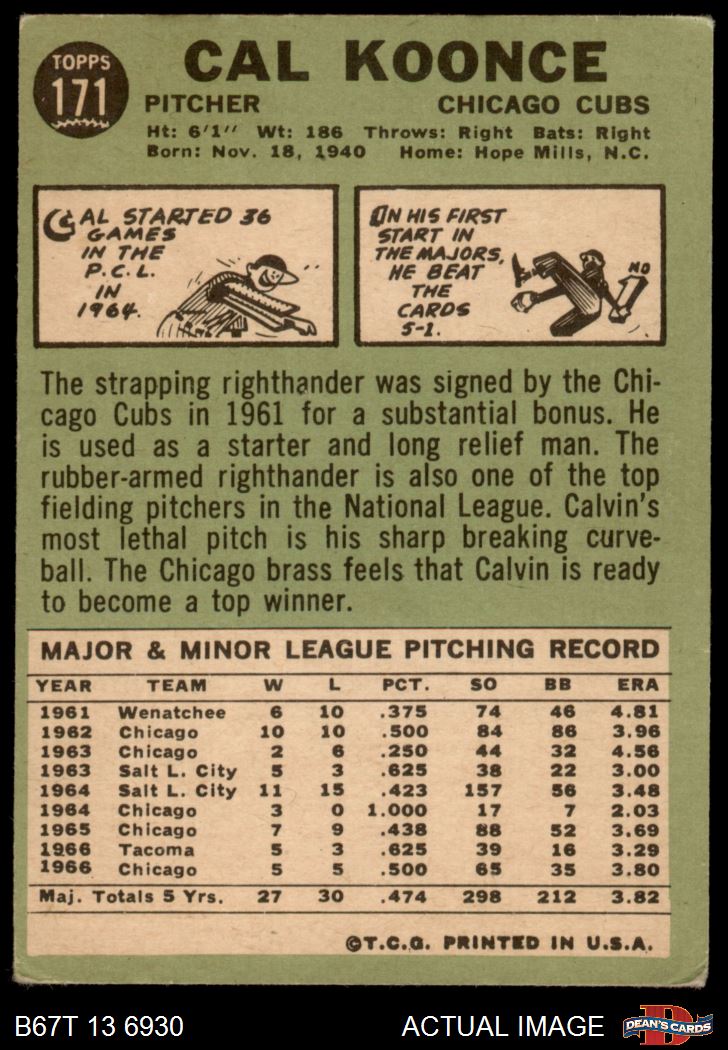 TOPPS
171
CAL KOONCE
PITCHER CHICAGO CUBS
Ht: 6'1" Wt: 186 Throws: Right Bats: Right
Born: Nov. 18, 1940 Home: Hope Mills, N.C.
CAL STARTED 36
GAMES
IN THE
P.C.L.
IN
1964.
ON HIS FIRST
START IN
THE MAJORS,
HE BEAT
THE
CARDS
5-1.
NO
The strapping righthander was signed by the Chi-
cago Cubs in 1961 for a substantial bonus. He
is used as a starter and long relief man. The
rubber-armed righthander is also one of the top
fielding pitchers in the National League. Calvin's
most lethal pitch is his sharp breaking curve-
ball. The Chicago brass feels that Calvin is ready
to become a top winner.
MAJOR & MINOR LEAGUE PITCHING RECORD
YEAR TEAM W L PCT. SO BB ERA
1961 Wenatchee 6 10 .375 74 46 4.81
1962 Chicago 10 10 .500 84 86 3.96
1963 Chicago 2 6 .250 44 32 4.56
1963 Salt L. City 5 3 .625 38 22 3.00
1964 Salt L. City 11 15 .423 157 56 3.48
1964 Chicago 3 0 1.000 17 7 2.03
1965 Chicago 7 9 .438 88 52 3.69
1966 Tacoma 5 3 .625 39 16 3.29
1966 Chicago 5 5 .500 65 35 3.80
Maj. Totals 5 Yrs. 27 30 .474 298 212 3.82
©T.C.G. PRINTED IN U.S.A.
B67T 13 6930 ACTUAL IMAGE
D
DEAN'S CARDS